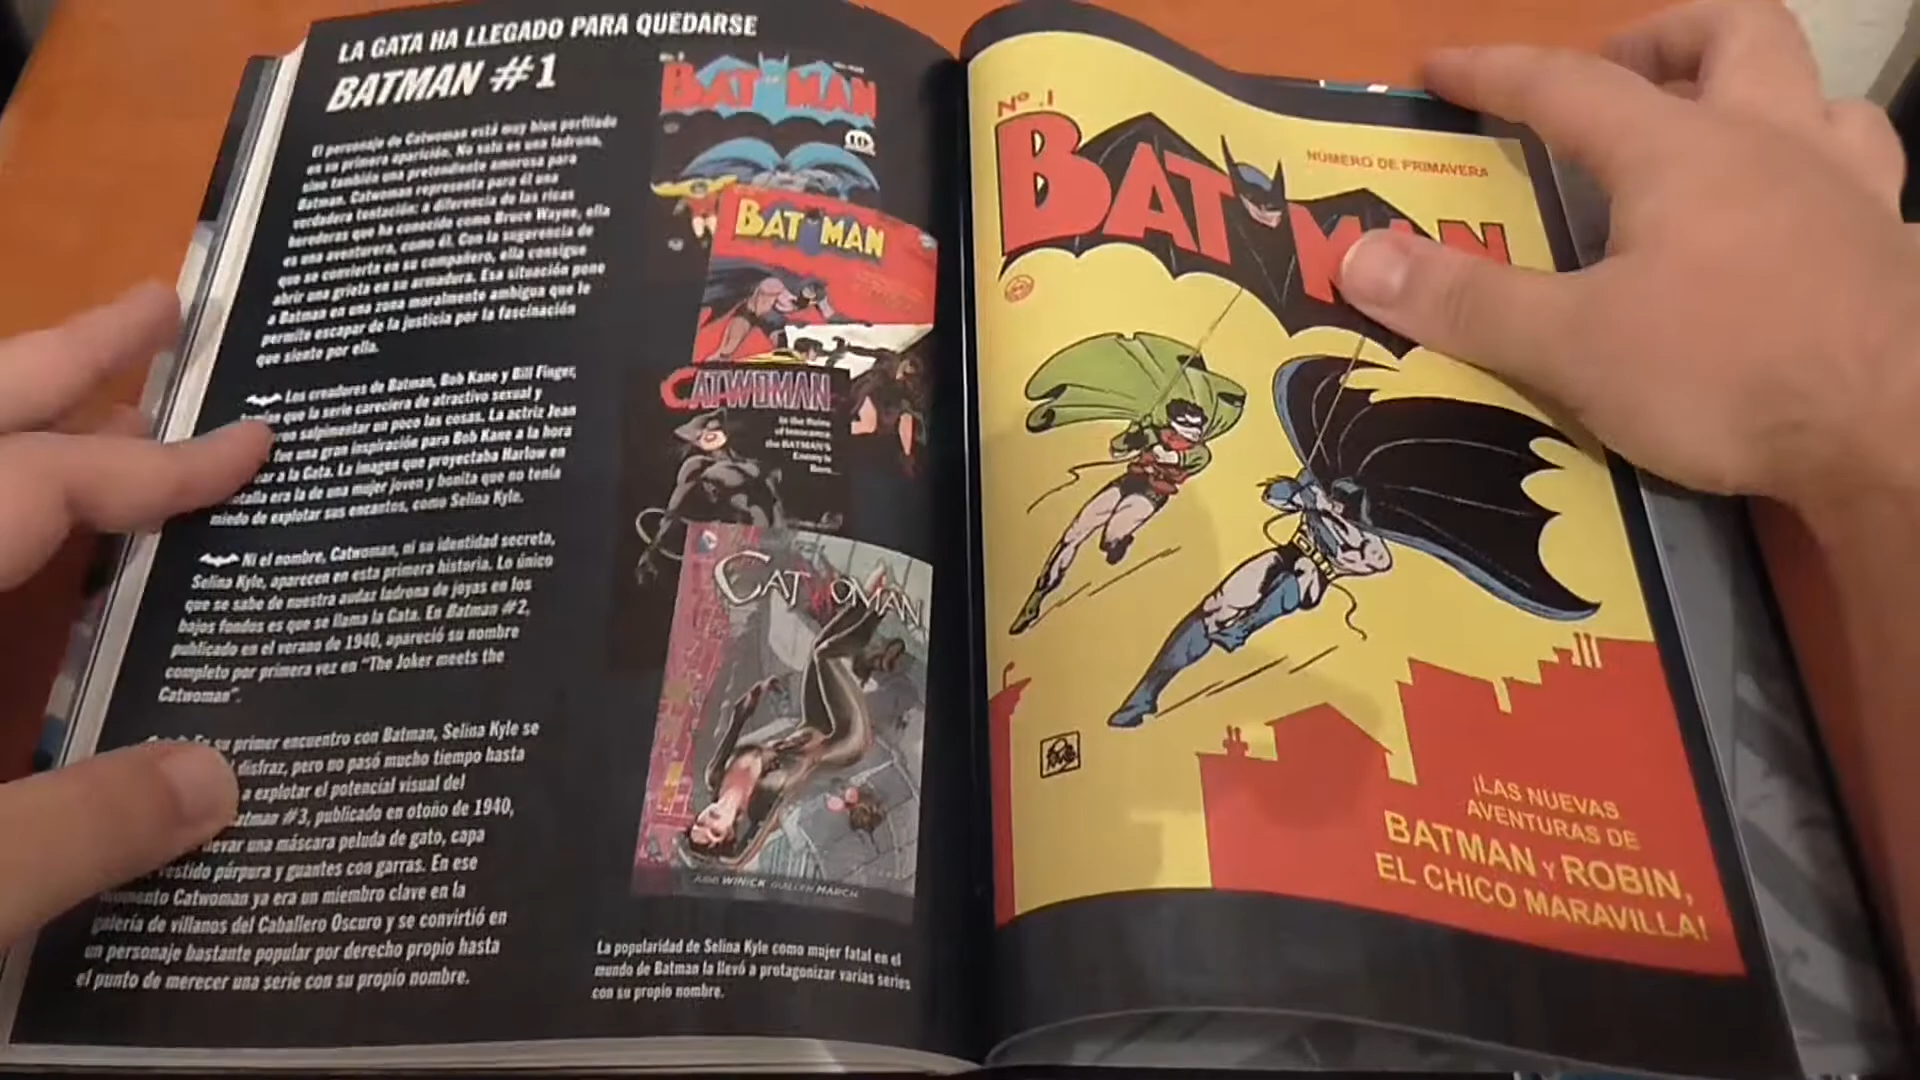 LA GATA HA LLEGADO PARA QUEDARSE
BATMAN #1
El personaje de Catwoman está muy bien perfilado
en su primera aparición. No solo es una ladrona,
sino también una pretendiente amorosa para
Batman. Catwoman representa para él una
verdadera tentación: a diferencia de las ricas
herederas que ha conocido como Bruce Wayne, ella
es una aventurera, como él. Con la sugerencia de
que se convierta en su compañero, ella consigue
abrir una grieta en su armadura. Esa situación pone
a Batman en una zona moralmente ambigua que le
permite escapar de la justicia por la fascinación
que siente por ella.
Los creadores de Batman, Bob Kane y Bill Finger,
que la serie careciera de atractivo sexual y
salpimentar un poco las cosas. La actriz Jean
fue una gran inspiración para Bob Kane a la hora
a la Gata. La imagen que proyectaba Harlow en
era la de una mujer joven y bonita que no tenía
miedo de explotar sus encantos, como Selina Kyle.
Ni el nombre, Catwoman, ni su identidad secreta,
Selina Kyle, aparecen en esta primera historia. Lo único
que se sabe de nuestra audaz ladrona de joyas en los
bajos fondos es que se llama la Gata. En Batman #2,
publicado en el verano de 1940, apareció su nombre
completo por primera vez en "The Joker meets the
Catwoman".
su primer encuentro con Batman, Selina Kyle se
disfraz, pero no pasó mucho tiempo hasta
a explotar el potencial visual del
#3, publicado en otoño de 1940,
una máscara peluda de gato, capa
púrpura y guantes con garras. En ese
Catwoman ya era un miembro clave en la
galería de villanos del Caballero Oscuro y se convirtió en
un personaje bastante popular por derecho propio hasta
el punto de merecer una serie con su propio nombre.
BATMAN
10¢
BATMAN
CATWOMAN
In the Ruins
of Innocence,
the BATMAN'S
Enemy is
Born...
CATWOMAN
JUDD WINICK GUILLEM MARCH
La popularidad de Selina Kyle como mujer fatal en el
mundo de Batman la llevó a protagonizar varias series
con su propio nombre.
Nº 1
NÚMERO DE PRIMAVERA
BATMAN
¡LAS NUEVAS
AVENTURAS DE
BATMAN Y ROBIN,
EL CHICO MARAVILLA!